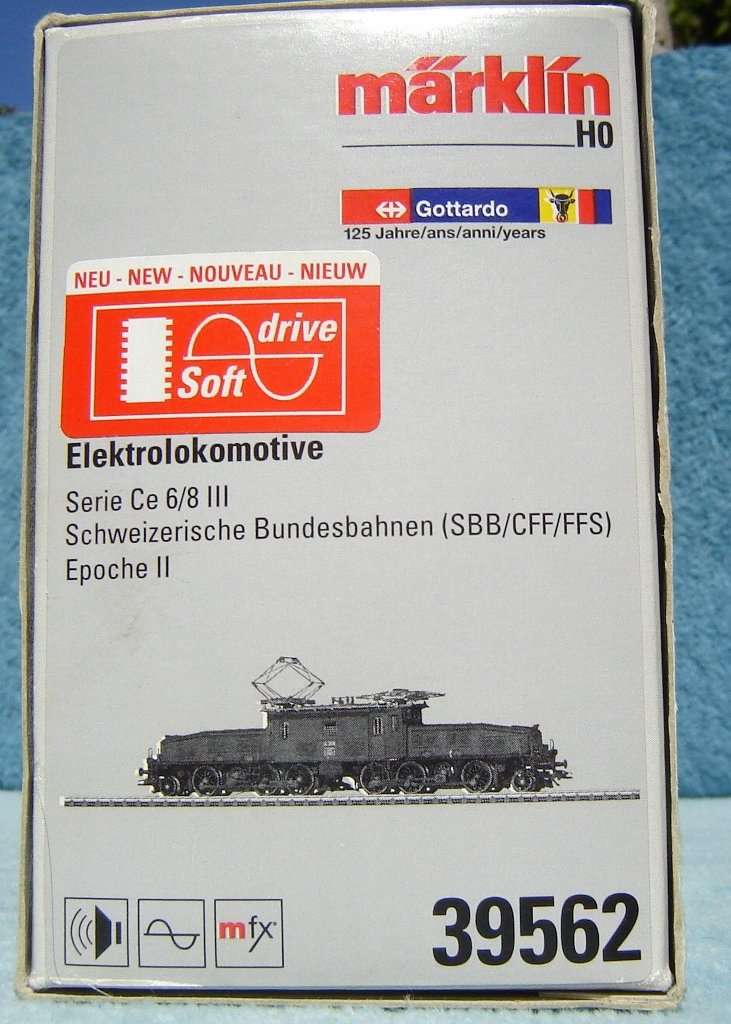 märklin
H0
Gottardo
125 Jahre/ans/anni/years
NEU - NEW - NOUVEAU - NIEUW
Soft drive
Elektrolokomotive
Serie Ce 6/8 III
Schweizerische Bundesbahnen (SBB/CFF/FFS)
Epoche II
mfx
39562